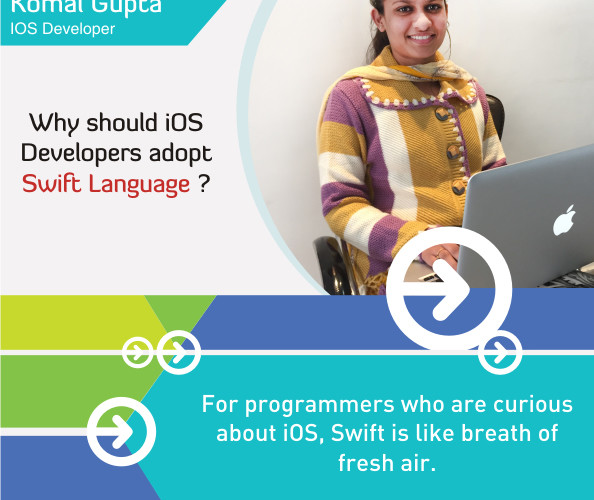 Komal Gupta
IOS Developer
Why should iOS
Developers adopt
Swift Language ?
For programmers who are curious
about iOS, Swift is like breath of
fresh air.